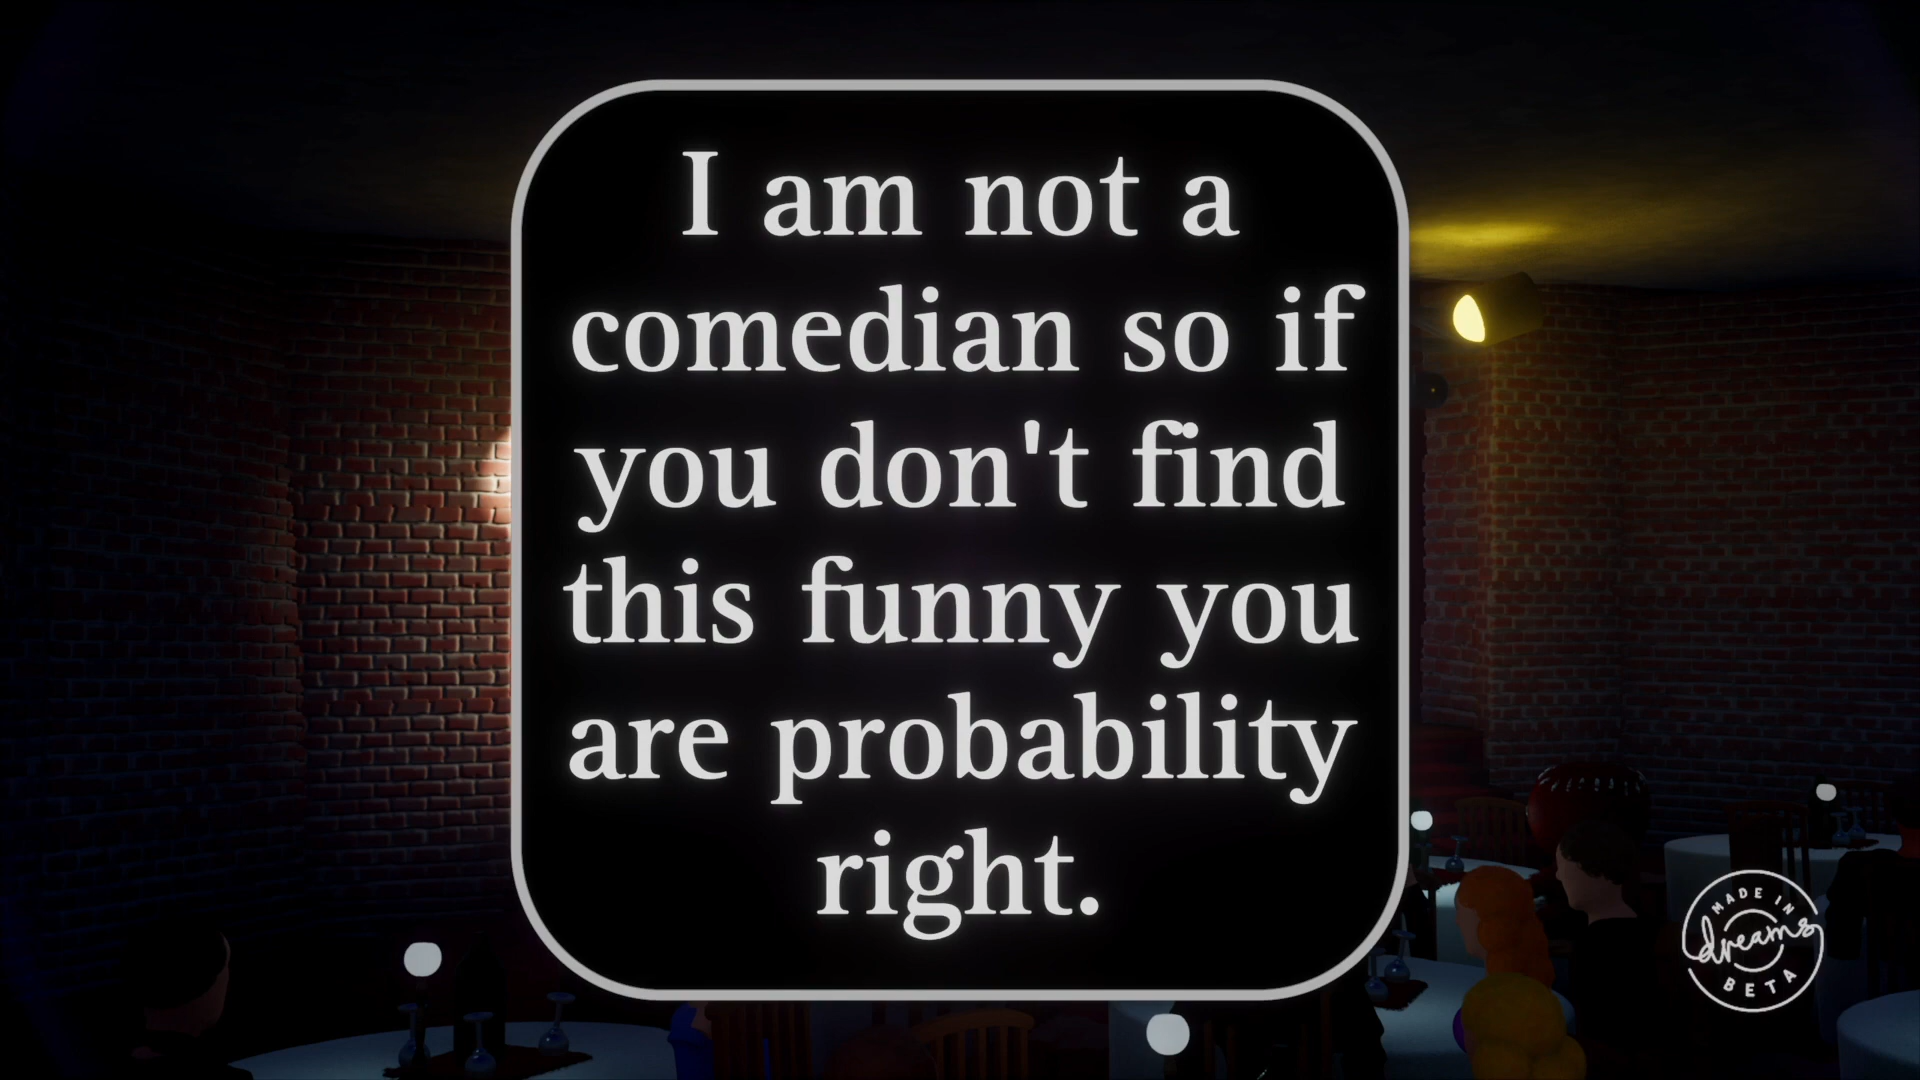 I am not a
comedian so if
you don't find
this funny you
are probability
right.
MADE IN
dreams
BETA